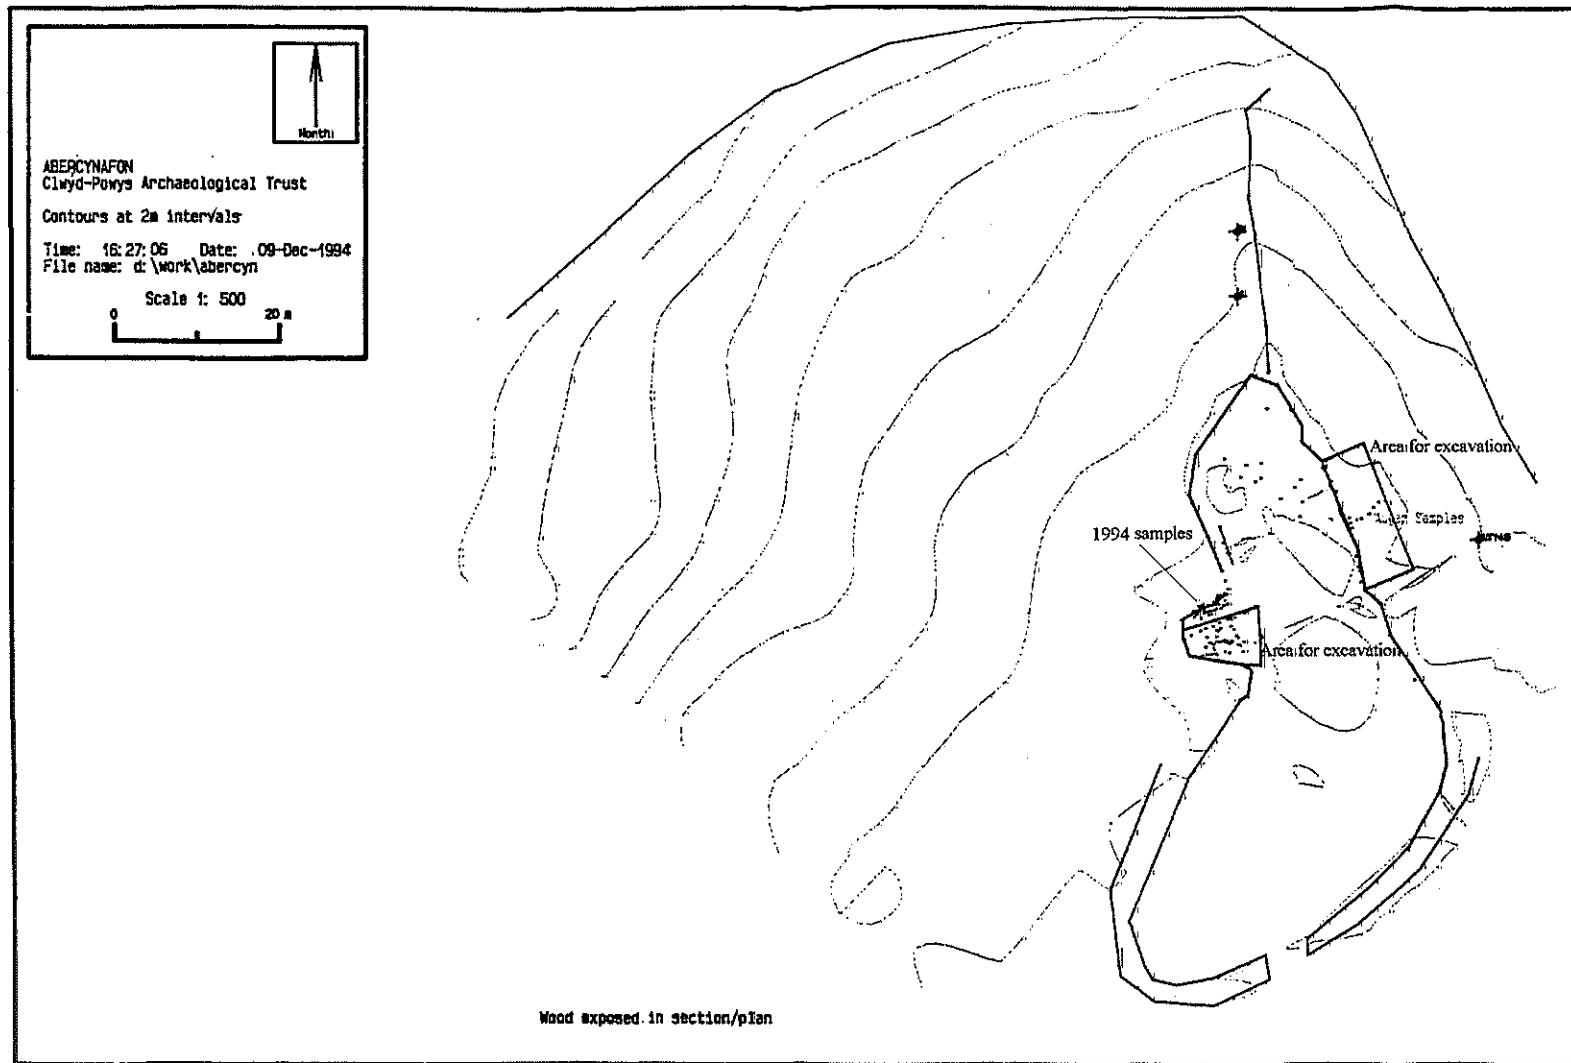 North
ABERCYNAFON
Clwyd-Powys Archaeological Trust
Contours at 2m intervals
Time: 16:27:06 Date: 09-Dec-1994
File name: d:\work\abercyn
Scale 1: 500
0 20 m
Area for excavation
Samples
1994 samples
Area for excavation
Wood exposed in section/plan